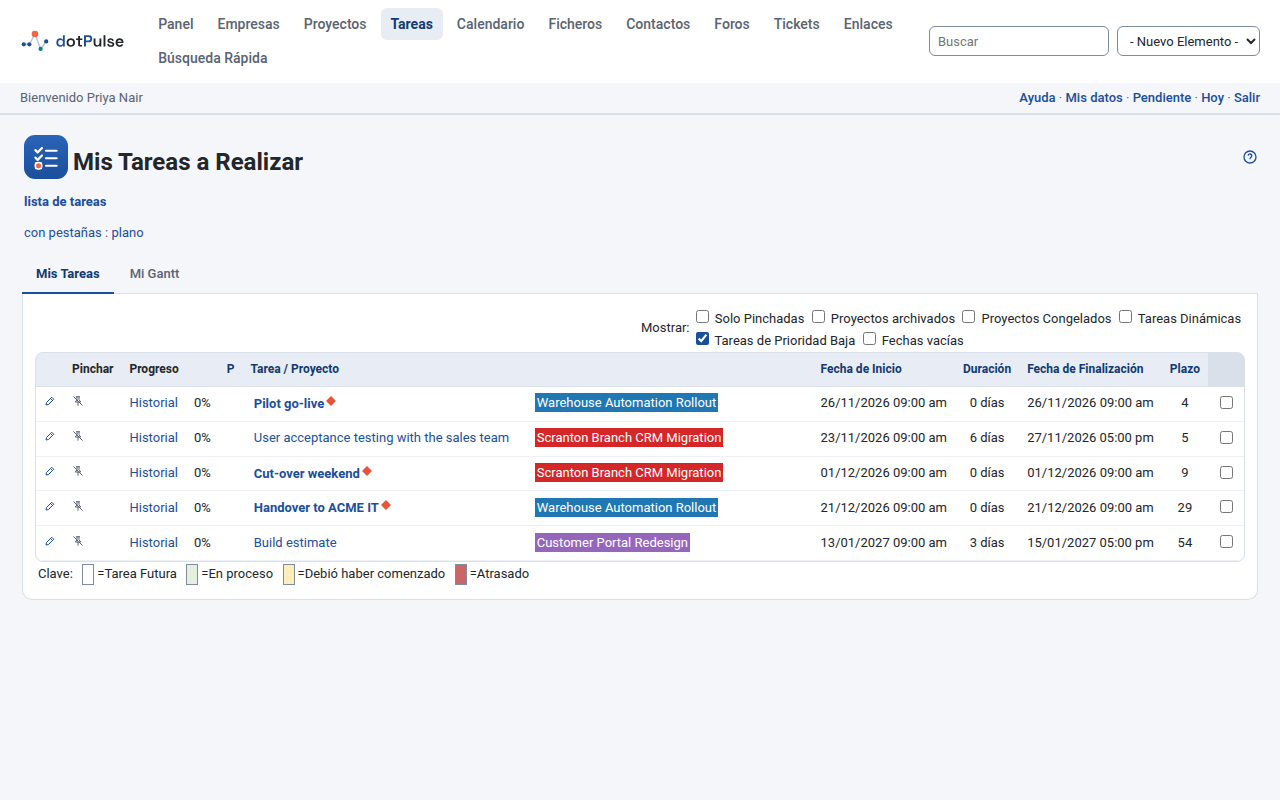 dotPulse
Panel Empresas Proyectos Tareas Calendario Ficheros Contactos Foros Tickets Enlaces
Búsqueda Rápida
Buscar
- Nuevo Elemento -
Bienvenido Priya Nair
Ayuda · Mis datos · Pendiente · Hoy · Salir
Mis Tareas a Realizar
lista de tareas
con pestañas : plano
Mis Tareas Mi Gantt
Mostrar: Solo Pinchadas Proyectos archivados Proyectos Congelados Tareas Dinámicas
Tareas de Prioridad Baja Fechas vacías
Pinchar Progreso P Tarea / Proyecto Fecha de Inicio Duración Fecha de Finalización Plazo
Historial 0% Pilot go-live Warehouse Automation Rollout 26/11/2026 09:00 am 0 días 26/11/2026 09:00 am 4
Historial 0% User acceptance testing with the sales team Scranton Branch CRM Migration 23/11/2026 09:00 am 6 días 27/11/2026 05:00 pm 5
Historial 0% Cut-over weekend Scranton Branch CRM Migration 01/12/2026 09:00 am 0 días 01/12/2026 09:00 am 9
Historial 0% Handover to ACME IT Warehouse Automation Rollout 21/12/2026 09:00 am 0 días 21/12/2026 09:00 am 29
Historial 0% Build estimate Customer Portal Redesign 13/01/2027 09:00 am 3 días 15/01/2027 05:00 pm 54
Clave: =Tarea Futura =En proceso =Debió haber comenzado =Atrasado